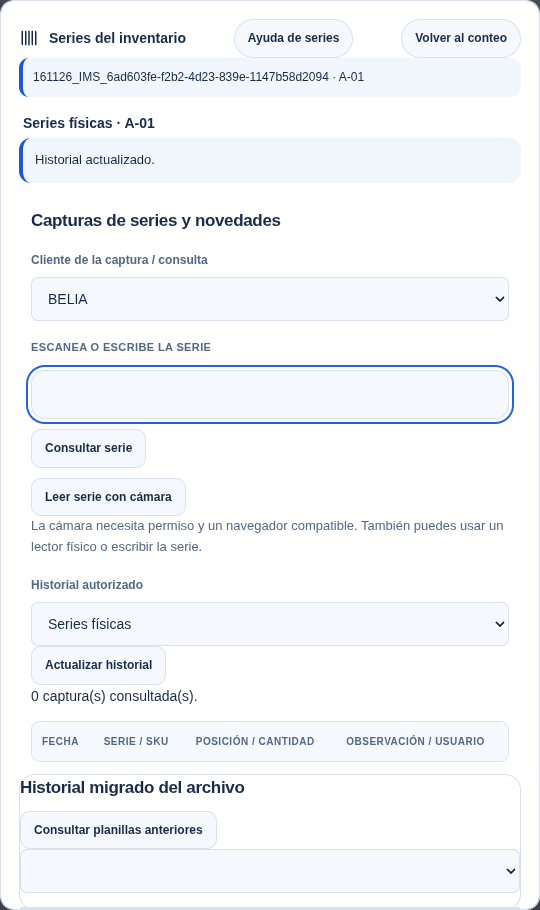 Series del inventario
Ayuda de series
Volver al conteo
161126_IMS_6ad603fe-f2b2-4d23-839e-1147b58d2094 · A-01
Series físicas · A-01
Historial actualizado.
Capturas de series y novedades
Cliente de la captura / consulta
BELIA
ESCANEA O ESCRIBE LA SERIE
Consultar serie
Leer serie con cámara
La cámara necesita permiso y un navegador compatible. También puedes usar un
lector físico o escribir la serie.
Historial autorizado
Series físicas
Actualizar historial
0 captura(s) consultada(s).
FECHA SERIE / SKU POSICIÓN / CANTIDAD OBSERVACIÓN / USUARIO
Historial migrado del archivo
Consultar planillas anteriores